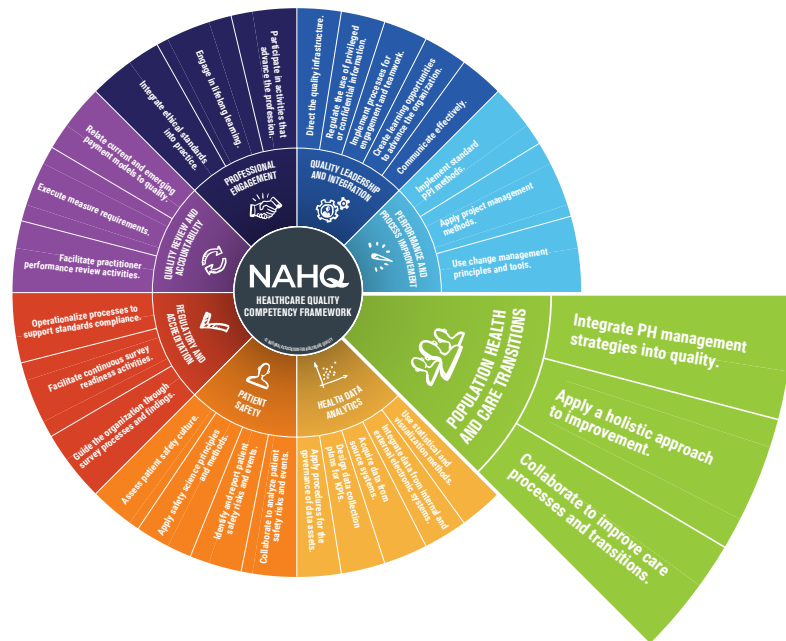 NAHQ
HEALTHCARE QUALITY
COMPETENCY FRAMEWORK
PROFESSIONAL
ENGAGEMENT
Integrate ethical standards
into practice.
Engage in lifelong learning.
Participate in activities that
advance the profession.
QUALITY LEADERSHIP
AND INTEGRATION
Direct the quality infrastructure.
Regulate the use of privileged
or confidential information.
Implement processes for
engagement and teamwork.
Create learning opportunities
to advance the organization.
Communicate effectively.
PERFORMANCE AND
PROCESS IMPROVEMENT
Implement standard
PPI methods.
Apply project management
methods.
Use change management
principles and tools.
POPULATION HEALTH
AND CARE TRANSITIONS
Integrate PH management
strategies into quality.
Apply a holistic approach
to improvement.
Collaborate to improve care
processes and transitions.
HEALTH DATA
ANALYTICS
Use statistical and
visualization methods.
Integrate data from internal and
external electronic systems.
Acquire data from
source systems.
Design data collection
plans for KPIs.
Apply procedures for the
governance of data assets.
PATIENT
SAFETY
Collaborate to analyze patient
safety risks and events.
Identify and report patient
safety risks and events.
Apply safety science principles
and methods.
Assess patient safety culture.
REGULATORY AND
ACCREDITATION
Guide the organization through
survey processes and findings.
Facilitate continuous survey
readiness activities.
Operationalize processes to
support standards compliance.
QUALITY REVIEW AND
ACCOUNTABILITY
Facilitate practitioner
performance review activities.
Execute measure requirements.
Relate current and emerging
payment models to quality.